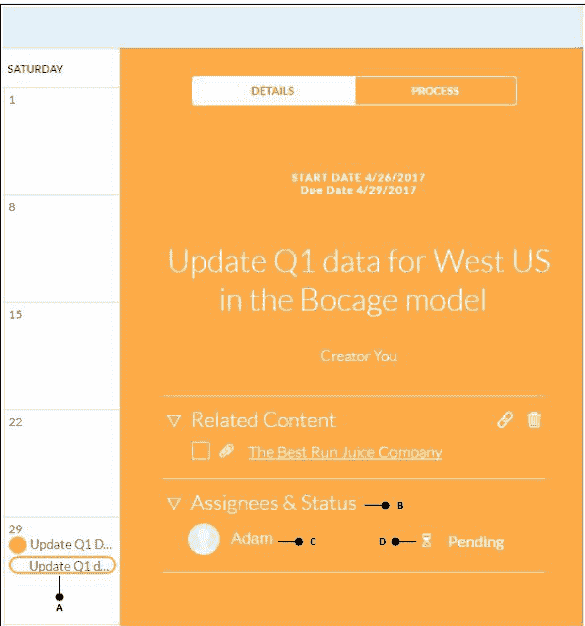 SATURDAY
1
8
15
22
29
Update Q1 D...
Update Q1 d...
A
DETAILS
PROCESS
START DATE 4/26/2017
Due Date 4/29/2017
Update Q1 data for West US
in the Bocage model
Creator You
Related Content
The Best Run Juice Company
Assignees & Status
B
Adam
C
D
Pending